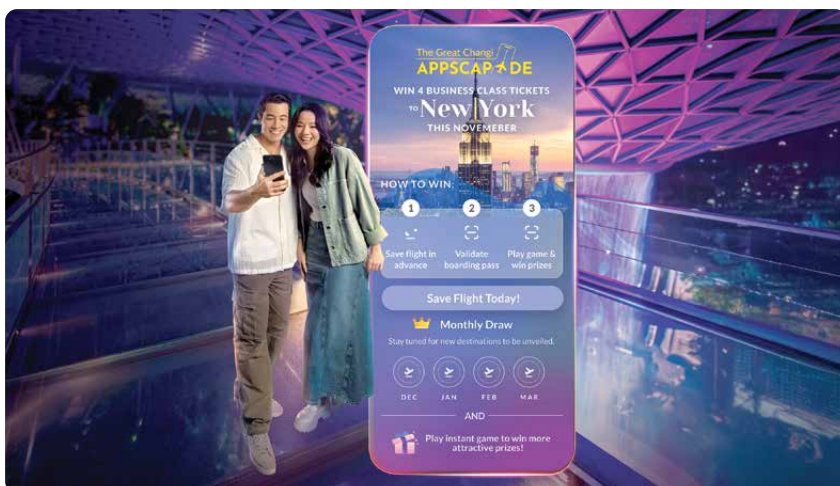 The Great Changi
APPSCAPADE
WIN 4 BUSINESS CLASS TICKETS
TO New York
THIS NOVEMEBER
HOW TO WIN:
1 2 3
Save flight in Validate Play game &
advance boarding pass win prizes
Save Flight Today!
Monthly Draw
Stay tuned for new destinations to be unveiled.
DEC JAN FEB MAR
AND
Play instant game to win more
attractive prizes!